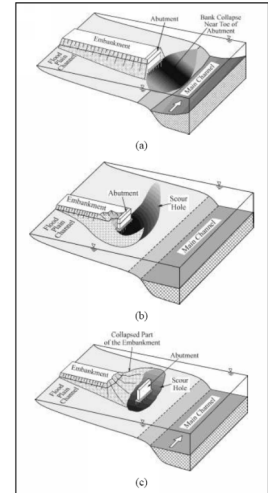 Abutment
Embankment
Bank Collapse
Near Toe of
Abutment
Flood Plain
Channel
Main Channel
(a)
Abutment
Embankment
Scour
Hole
Flood Plain
Channel
Main Channel
(b)
Collapsed Part
of the Embankment
Abutment
Embankment
Scour
Hole
Flood Plain
Channel
Main Channel
(c)